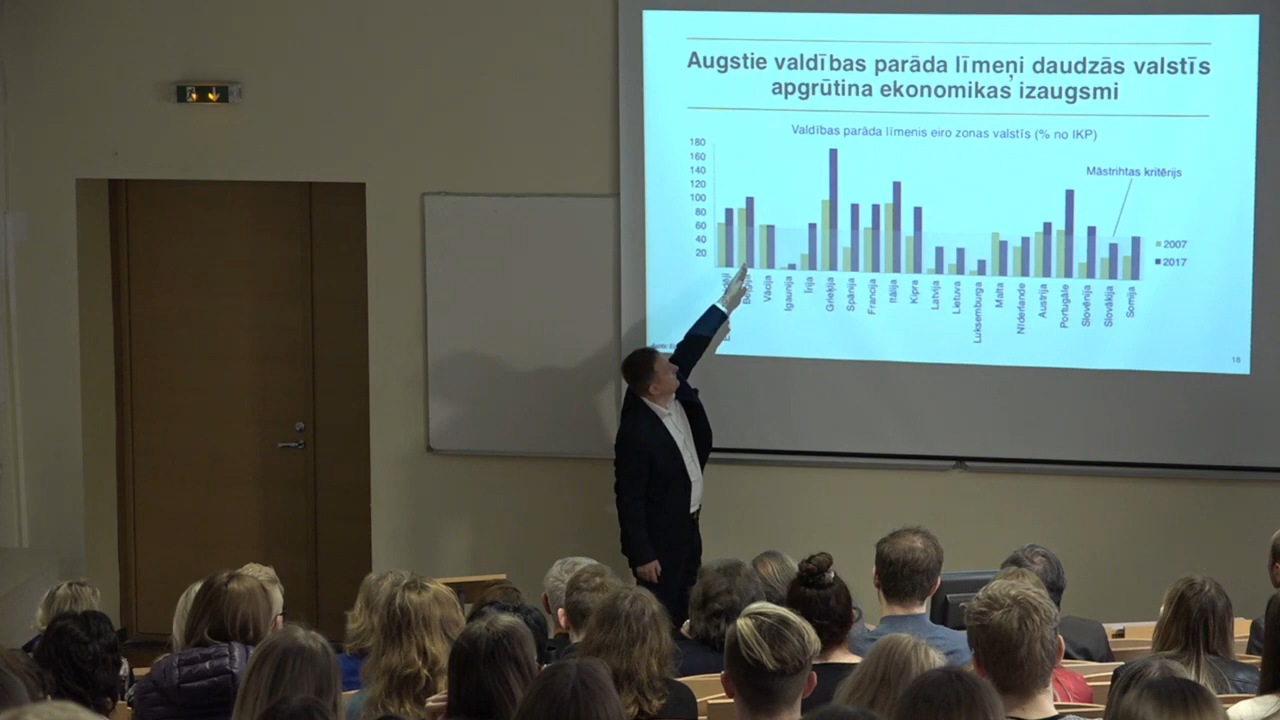 Augstie valdības parāda līmeņi daudzās valstīs
apgrūtina ekonomikas izaugsmi
Valdības parāda līmenis eiro zonas valstīs (% no IKP)
180
160
140
120
100
80
60
40
20
Māstrihtas kritērijs
2007
2017
Beļģija
Vācija
Igaunija
Īrija
Grieķija
Spānija
Francija
Itālija
Kipra
Latvija
Lietuva
Luksemburga
Malta
Nīderlande
Austrija
Portugāle
Slovēnija
Slovākija
Somija
18